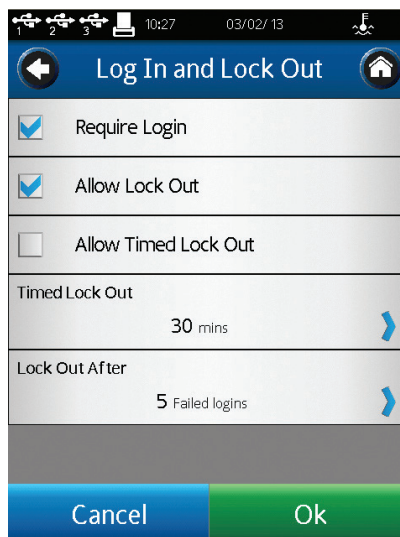 1 2 3 10:27 03/02/13 E
Log In and Lock Out
Require Login
Allow Lock Out
Allow Timed Lock Out
Timed Lock Out
30 mins
Lock Out After
5 Failed logins
Cancel Ok